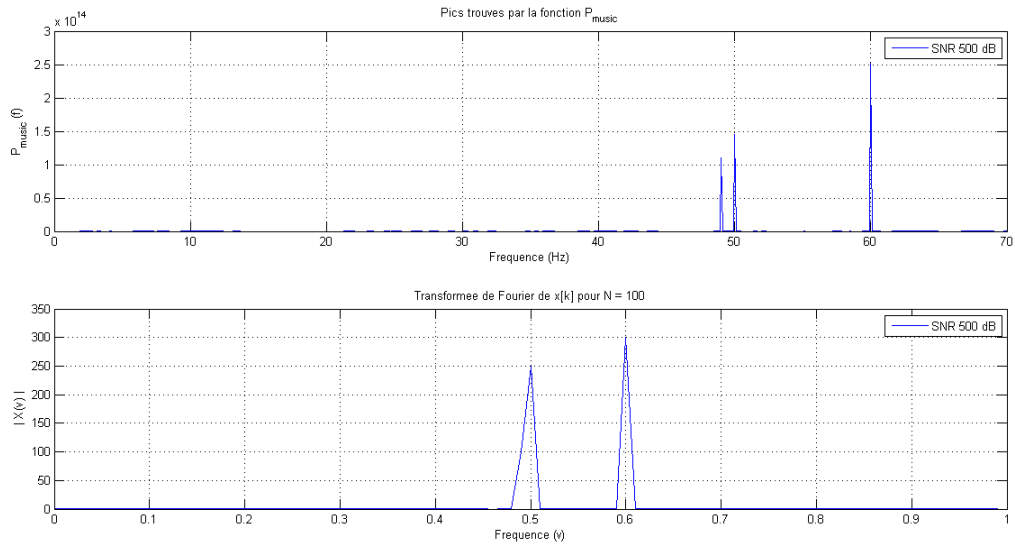 Pics trouves par la fonction P_music
x 10^14
SNR 500 dB
3
2.5
2
1.5
1
0.5
0
P_music (f)
0 10 20 30 40 50 60 70
Frequence (Hz)
Transformee de Fourier de x[k] pour N = 100
SNR 500 dB
350
300
250
200
150
100
50
0
| X(v) |
0 0.1 0.2 0.3 0.4 0.5 0.6 0.7 0.8 0.9 1
Frequence (v)